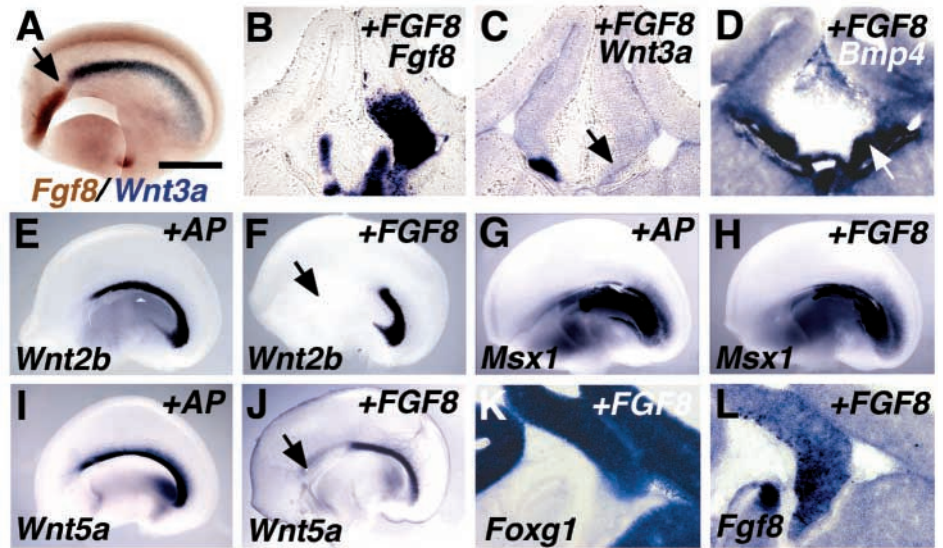 A
Fgf8/Wnt3a
B +FGF8
Fgf8
C +FGF8
Wnt3a
D +FGF8
Bmp4
E +AP
Wnt2b
F +FGF8
Wnt2b
G +AP
Msx1
H +FGF8
Msx1
I +AP
Wnt5a
J +FGF8
Wnt5a
K +FGF8
Foxg1
L +FGF8
Fgf8